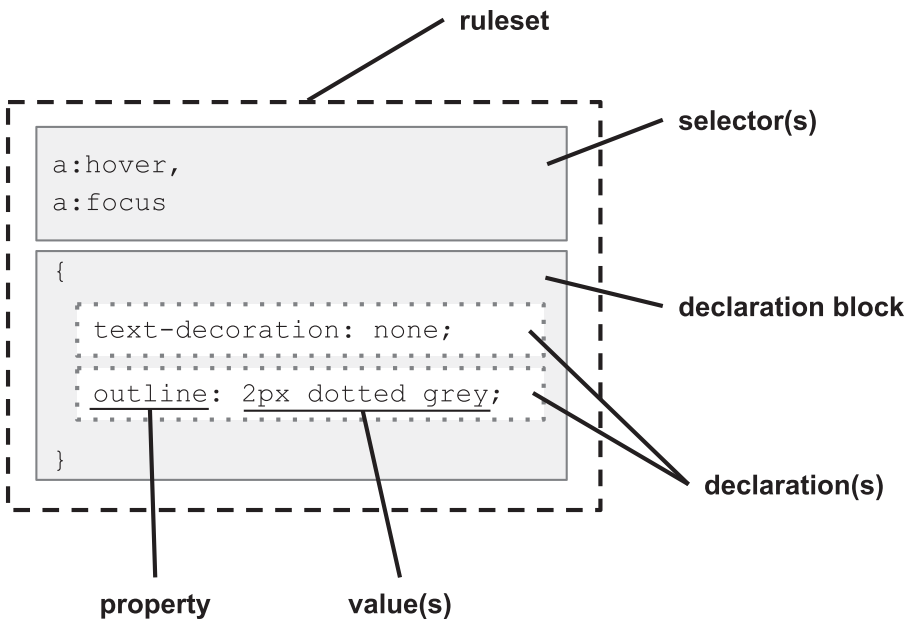 ruleset
selector(s)
a:hover,
a:focus
{
declaration block
text-decoration: none;
outline: 2px dotted grey;
}
declaration(s)
property
value(s)